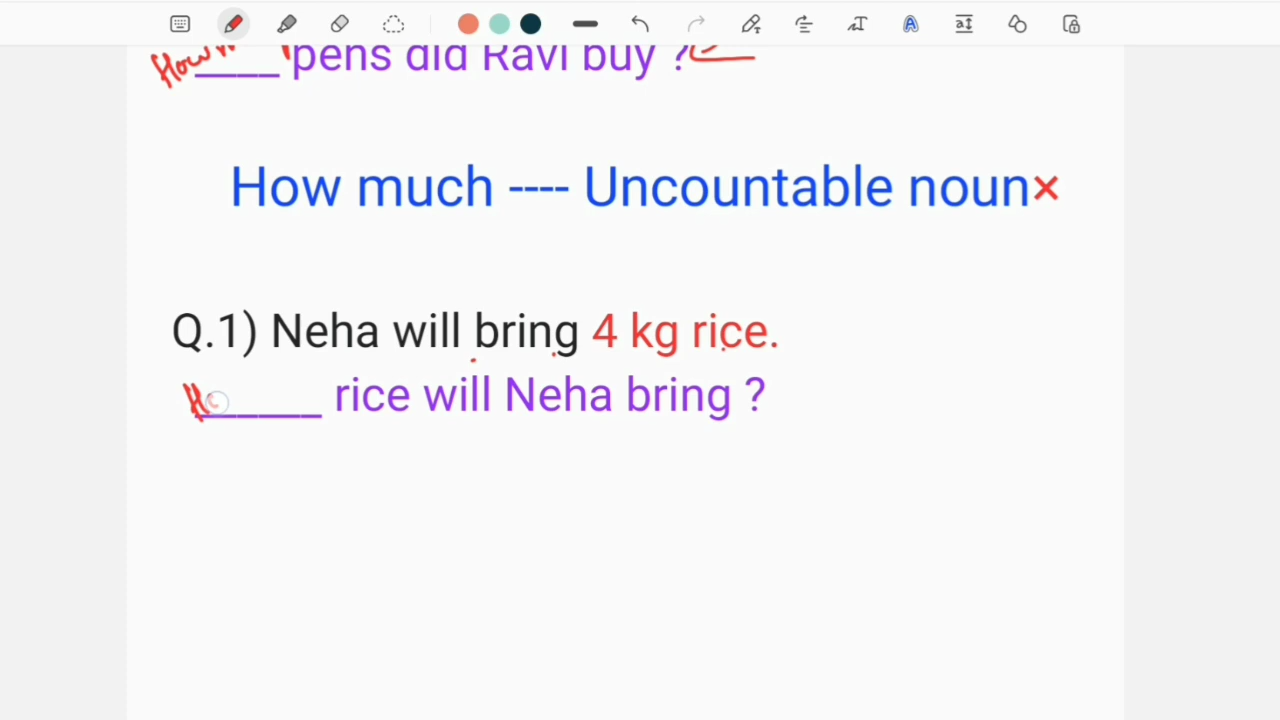 How ____ pens did Ravi buy ?
How much ---- Uncountable noun×
Q.1) Neha will bring 4 kg rice.
______ rice will Neha bring ?